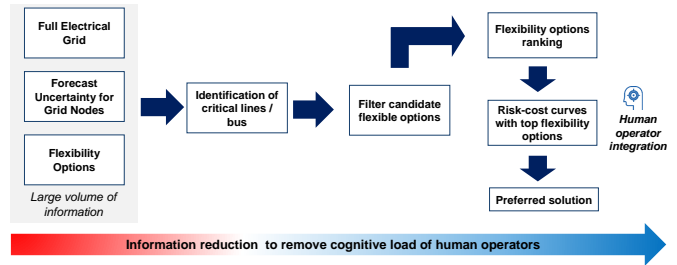 Full Electrical
Grid
Forecast
Uncertainty for
Grid Nodes
Flexibility
Options
Large volume of
information
Identification of
critical lines /
bus
Filter candidate
flexible options
Flexibility options
ranking
Risk-cost curves
with top flexibility
options
Human
operator
integration
Preferred solution
Information reduction to remove cognitive load of human operators